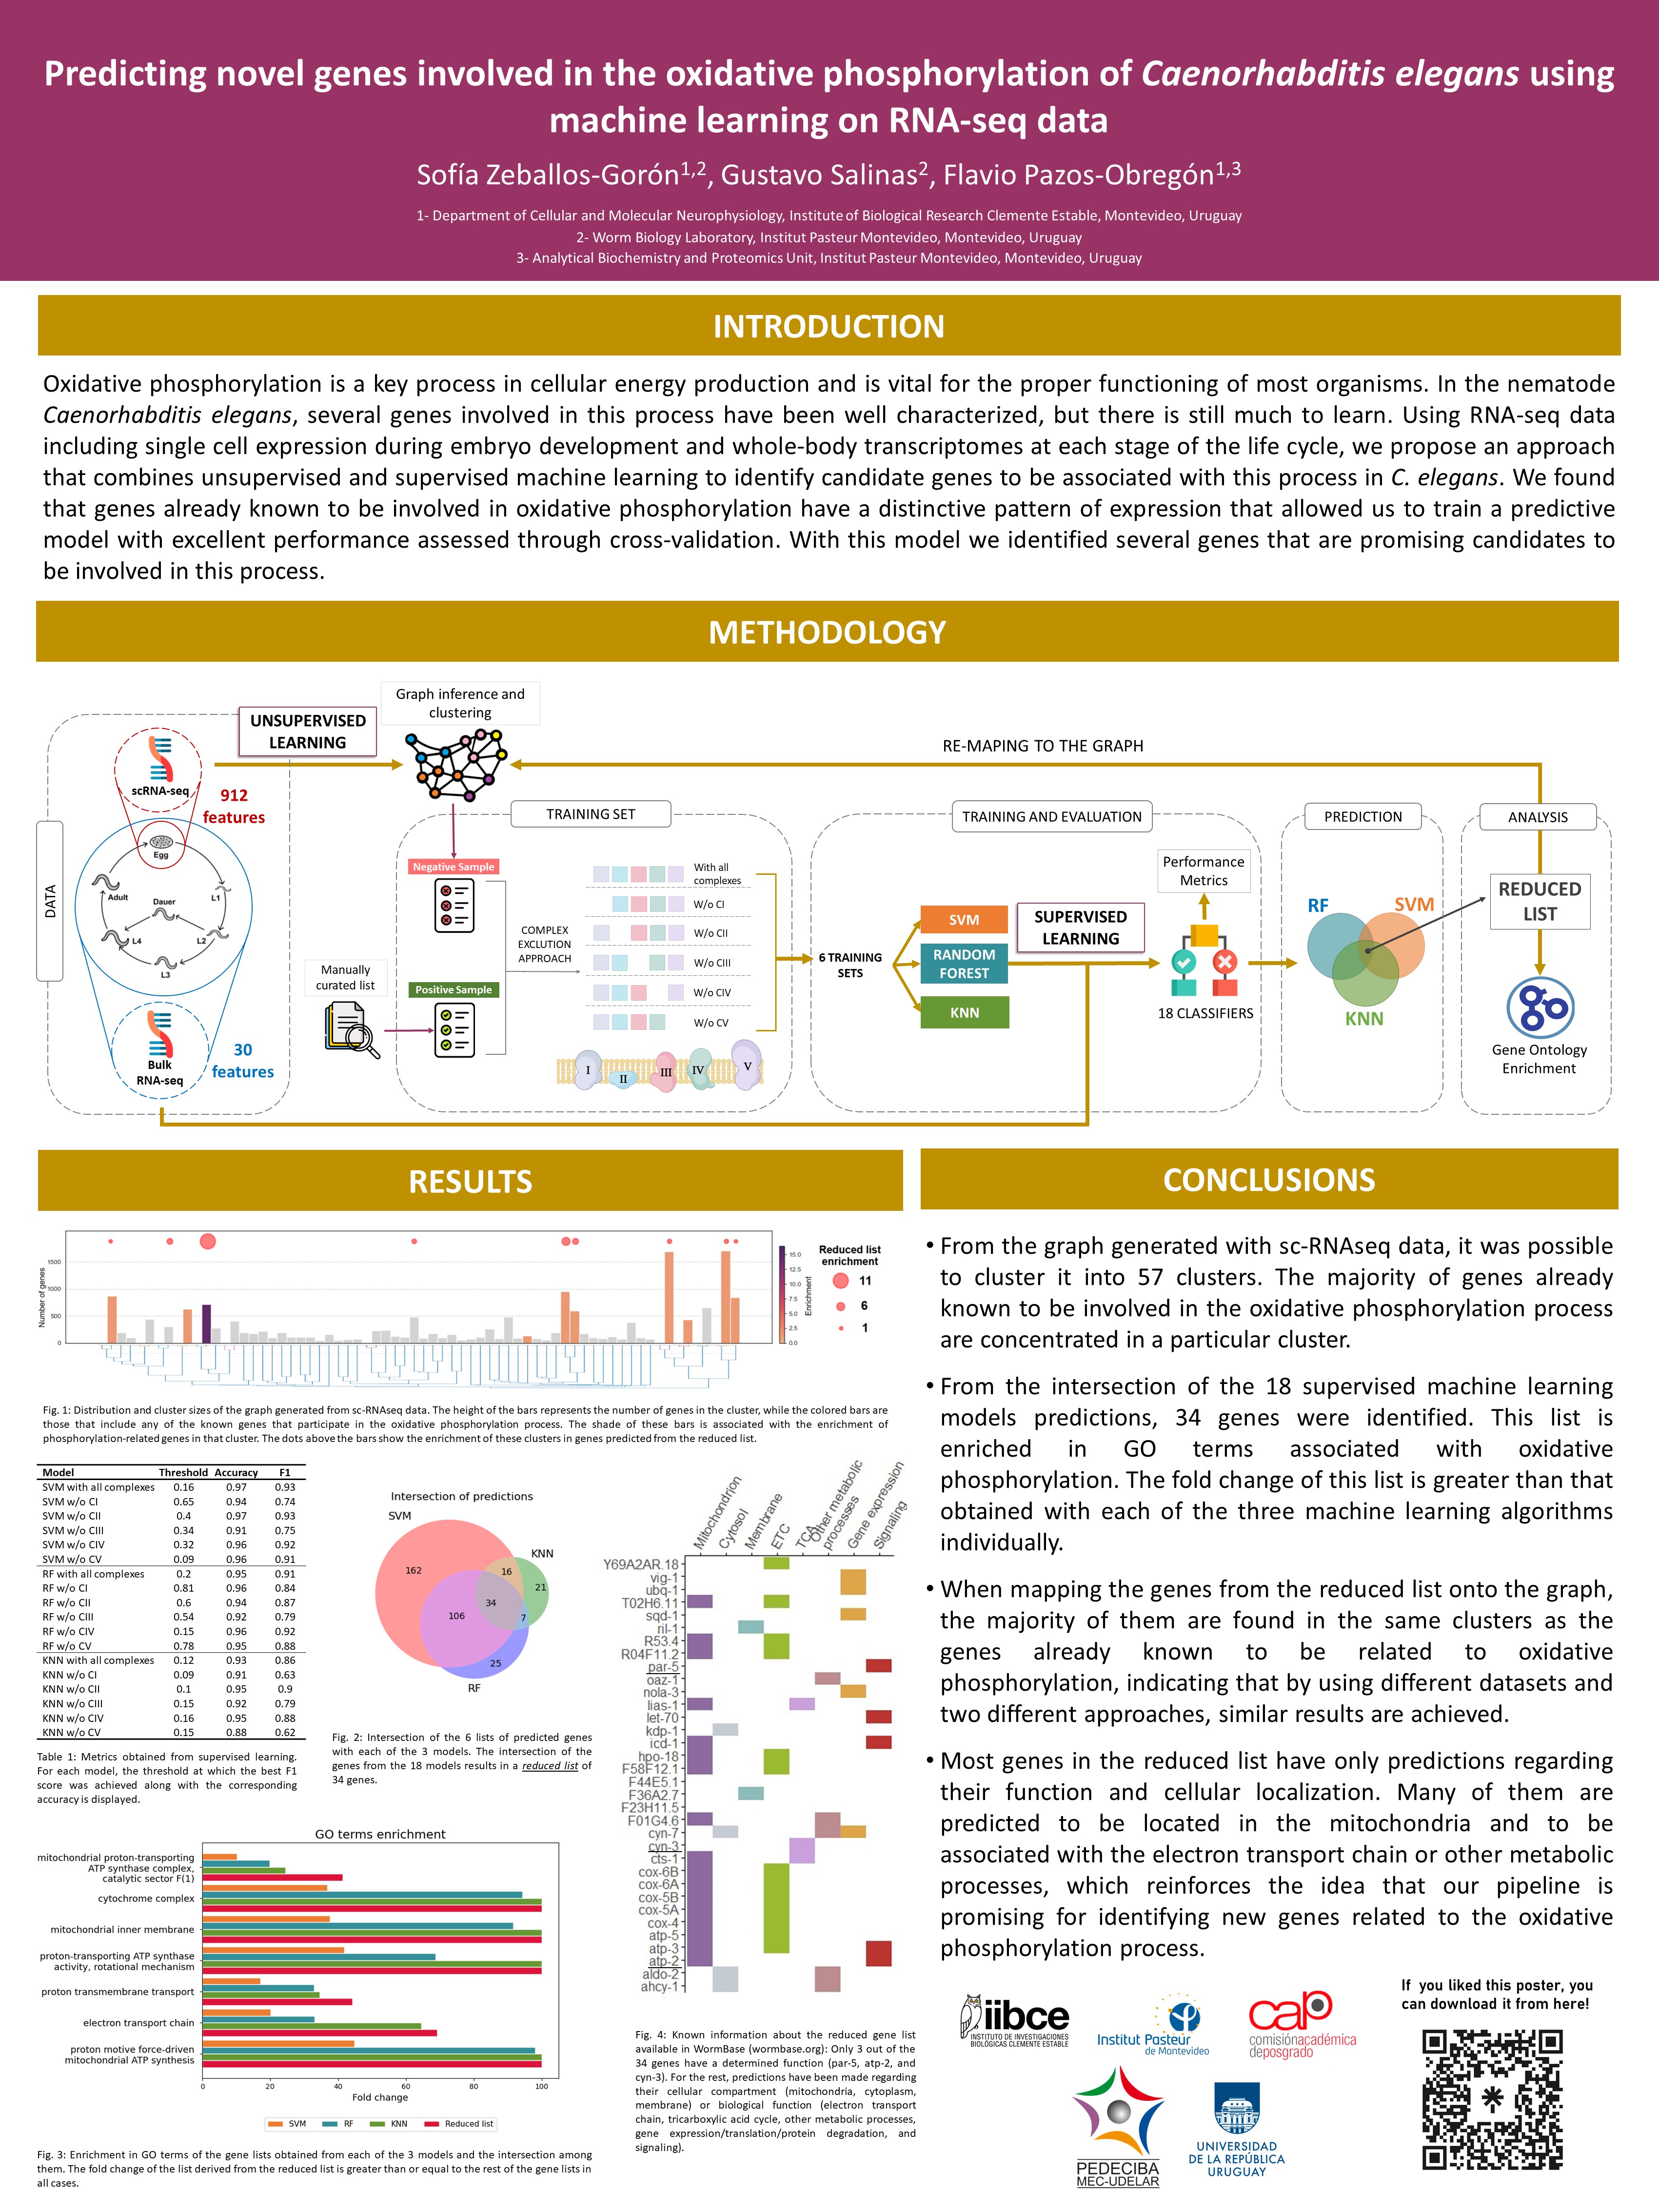 Predicting novel genes involved in the oxidative phosphorylation of Caenorhabditis elegans using
machine learning on RNA-seq data
Sofía Zeballos-Gorón1,2, Gustavo Salinas2, Flavio Pazos-Obregón1,3
1- Department of Cellular and Molecular Neurophysiology, Institute of Biological Research Clemente Estable, Montevideo, Uruguay
2- Worm Biology Laboratory, Institut Pasteur Montevideo, Montevideo, Uruguay
3- Analytical Biochemistry and Proteomics Unit, Institut Pasteur Montevideo, Montevideo, Uruguay
INTRODUCTION
Oxidative phosphorylation is a key process in cellular energy production and is vital for the proper functioning of most organisms. In the nematode
Caenorhabditis elegans, several genes involved in this process have been well characterized, but there is still much to learn. Using RNA-seq data
including single cell expression during embryo development and whole-body transcriptomes at each stage of the life cycle, we propose an approach
that combines unsupervised and supervised machine learning to identify candidate genes to be associated with this process in C. elegans. We found
that genes already known to be involved in oxidative phosphorylation have a distinctive pattern of expression that allowed us to train a predictive
model with excellent performance assessed through cross-validation. With this model we identified several genes that are promising candidates to
be involved in this process.
METHODOLOGY
DATA
scRNA-seq
912
features
Egg
L1
L2
L3
L4
Adult
Dauer
Bulk
RNA-seq
30
features
UNSUPERVISED
LEARNING
Graph inference and
clustering
RE-MAPING TO THE GRAPH
TRAINING SET
Negative Sample
Manually
curated list
Positive Sample
COMPLEX
EXCLUTION
APPROACH
With all
complexes
W/o CI
W/o CII
W/o CIII
W/o CIV
W/o CV
I
II
III
IV
V
TRAINING AND EVALUATION
6 TRAINING
SETS
SVM
RANDOM
FOREST
KNN
SUPERVISED
LEARNING
Performance
Metrics
18 CLASSIFIERS
PREDICTION
RF
SVM
KNN
ANALYSIS
REDUCED
LIST
Gene Ontology
Enrichment
RESULTS
Number of genes
1500
1000
500
0
15.0
12.5
10.0
7.5
5.0
2.5
0.0
Enrichment
Reduced list
enrichment
11
6
1
Fig. 1: Distribution and cluster sizes of the graph generated from sc-RNAseq data. The height of the bars represents the number of genes in the cluster, while the colored bars are
those that include any of the known genes that participate in the oxidative phosphorylation process. The shade of these bars is associated with the enrichment of
phosphorylation-related genes in that cluster. The dots above the bars show the enrichment of these clusters in genes predicted from the reduced list.
Model Threshold Accuracy F1
SVM with all complexes 0.16 0.97 0.93
SVM w/o CI 0.65 0.94 0.74
SVM w/o CII 0.4 0.97 0.93
SVM w/o CIII 0.34 0.91 0.75
SVM w/o CIV 0.32 0.96 0.92
SVM w/o CV 0.09 0.96 0.91
RF with all complexes 0.2 0.95 0.91
RF w/o CI 0.81 0.96 0.84
RF w/o CII 0.6 0.94 0.87
RF w/o CIII 0.54 0.92 0.79
RF w/o CIV 0.15 0.96 0.92
RF w/o CV 0.78 0.95 0.88
KNN with all complexes 0.12 0.93 0.86
KNN w/o CI 0.09 0.91 0.63
KNN w/o CII 0.1 0.95 0.9
KNN w/o CIII 0.15 0.92 0.79
KNN w/o CIV 0.16 0.95 0.88
KNN w/o CV 0.15 0.88 0.62
Table 1: Metrics obtained from supervised learning.
For each model, the threshold at which the best F1
score was achieved along with the corresponding
accuracy is displayed.
Intersection of predictions
SVM
KNN
RF
162
16
21
34
106
7
25
Fig. 2: Intersection of the 6 lists of predicted genes
with each of the 3 models. The intersection of the
genes from the 18 models results in a reduced list of
34 genes.
GO terms enrichment
mitochondrial proton-transporting
ATP synthase complex,
catalytic sector F(1)
cytochrome complex
mitochondrial inner membrane
proton-transporting ATP synthase
activity, rotational mechanism
proton transmembrane transport
electron transport chain
proton motive force-driven
mitochondrial ATP synthesis
0 20 40 60 80 100
Fold change
SVM RF KNN Reduced list
Fig. 3: Enrichment in GO terms of the gene lists obtained from each of the 3 models and the intersection among
them. The fold change of the list derived from the reduced list is greater than or equal to the rest of the gene lists in
all cases.
Mitochondrion
Cytosol
Membrane
ETC
TCA
Other metabolic
processes
Gene expression
Signaling
Y69A2AR.18
vig-1
ubq-1
T02H6.11
sqd-1
ril-1
R53.4
R04F11.2
par-5
oaz-1
nola-3
lias-1
let-70
kdp-1
icd-1
hpo-18
F58F12.1
F44E5.1
F36A2.7
F23H11.5
F01G4.6
cyn-7
cyn-3
cts-1
cox-6B
cox-6A
cox-5B
cox-5A
cox-4
atp-5
atp-3
atp-2
aldo-2
ahcy-1
Fig. 4: Known information about the reduced gene list
available in WormBase (wormbase.org): Only 3 out of the
34 genes have a determined function (par-5, atp-2, and
cyn-3). For the rest, predictions have been made regarding
their cellular compartment (mitochondria, cytoplasm,
membrane) or biological function (electron transport
chain, tricarboxylic acid cycle, other metabolic processes,
gene expression/translation/protein degradation, and
signaling).
CONCLUSIONS
• From the graph generated with sc-RNAseq data, it was possible
to cluster it into 57 clusters. The majority of genes already
known to be involved in the oxidative phosphorylation process
are concentrated in a particular cluster.
• From the intersection of the 18 supervised machine learning
models predictions, 34 genes were identified. This list is
enriched in GO terms associated with oxidative
phosphorylation. The fold change of this list is greater than that
obtained with each of the three machine learning algorithms
individually.
• When mapping the genes from the reduced list onto the graph,
the majority of them are found in the same clusters as the
genes already known to be related to oxidative
phosphorylation, indicating that by using different datasets and
two different approaches, similar results are achieved.
• Most genes in the reduced list have only predictions regarding
their function and cellular localization. Many of them are
predicted to be located in the mitochondria and to be
associated with the electron transport chain or other metabolic
processes, which reinforces the idea that our pipeline is
promising for identifying new genes related to the oxidative
phosphorylation process.
iibce
INSTITUTO DE INVESTIGACIONES
BIOLÓGICAS CLEMENTE ESTABLE
Institut Pasteur
de Montevideo
cap
comisiónacadémica
deposgrado
PEDECIBA
MEC-UDELAR
UNIVERSIDAD
DE LA REPÚBLICA
URUGUAY
If you liked this poster, you
can download it from here!